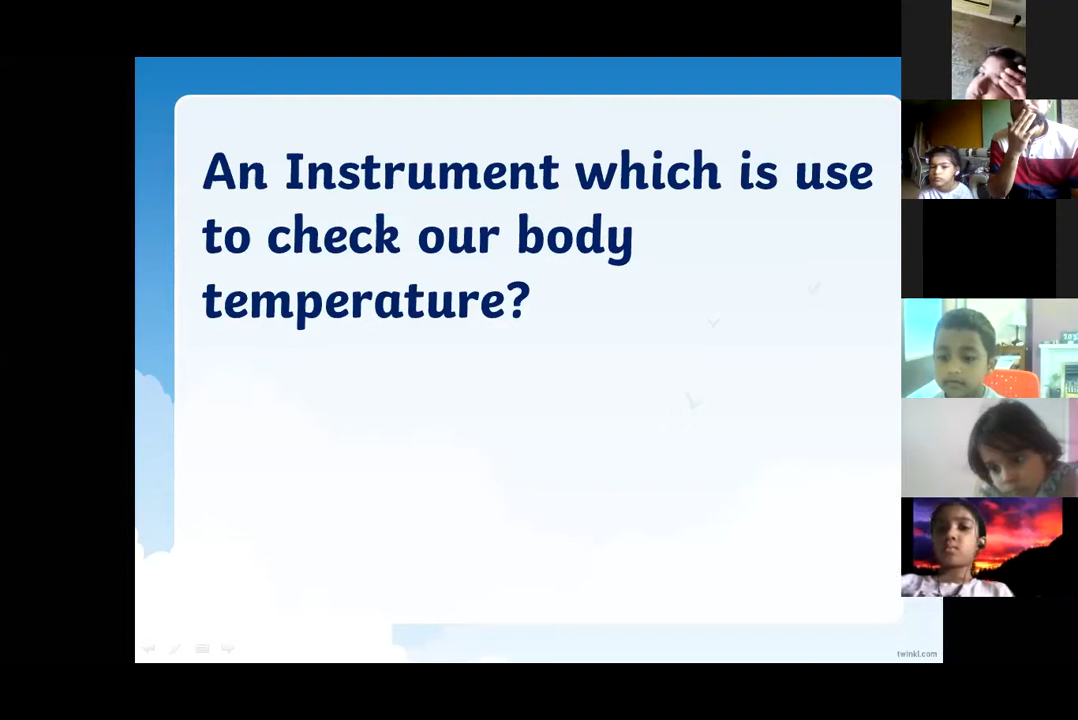 An Instrument which is use
to check our body
temperature?
twinkl.com